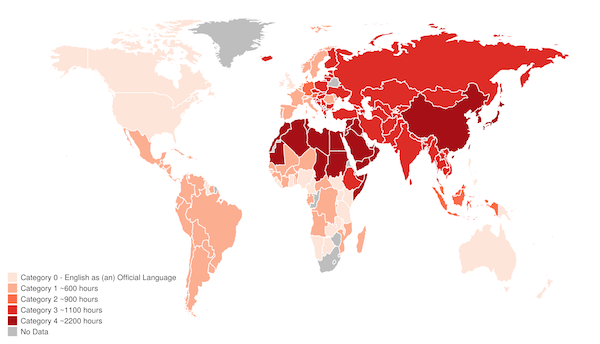 Category 0 - English as (an) Official Language
Category 1 ~600 hours
Category 2 ~900 hours
Category 3 ~1100 hours
Category 4 ~2200 hours
No Data